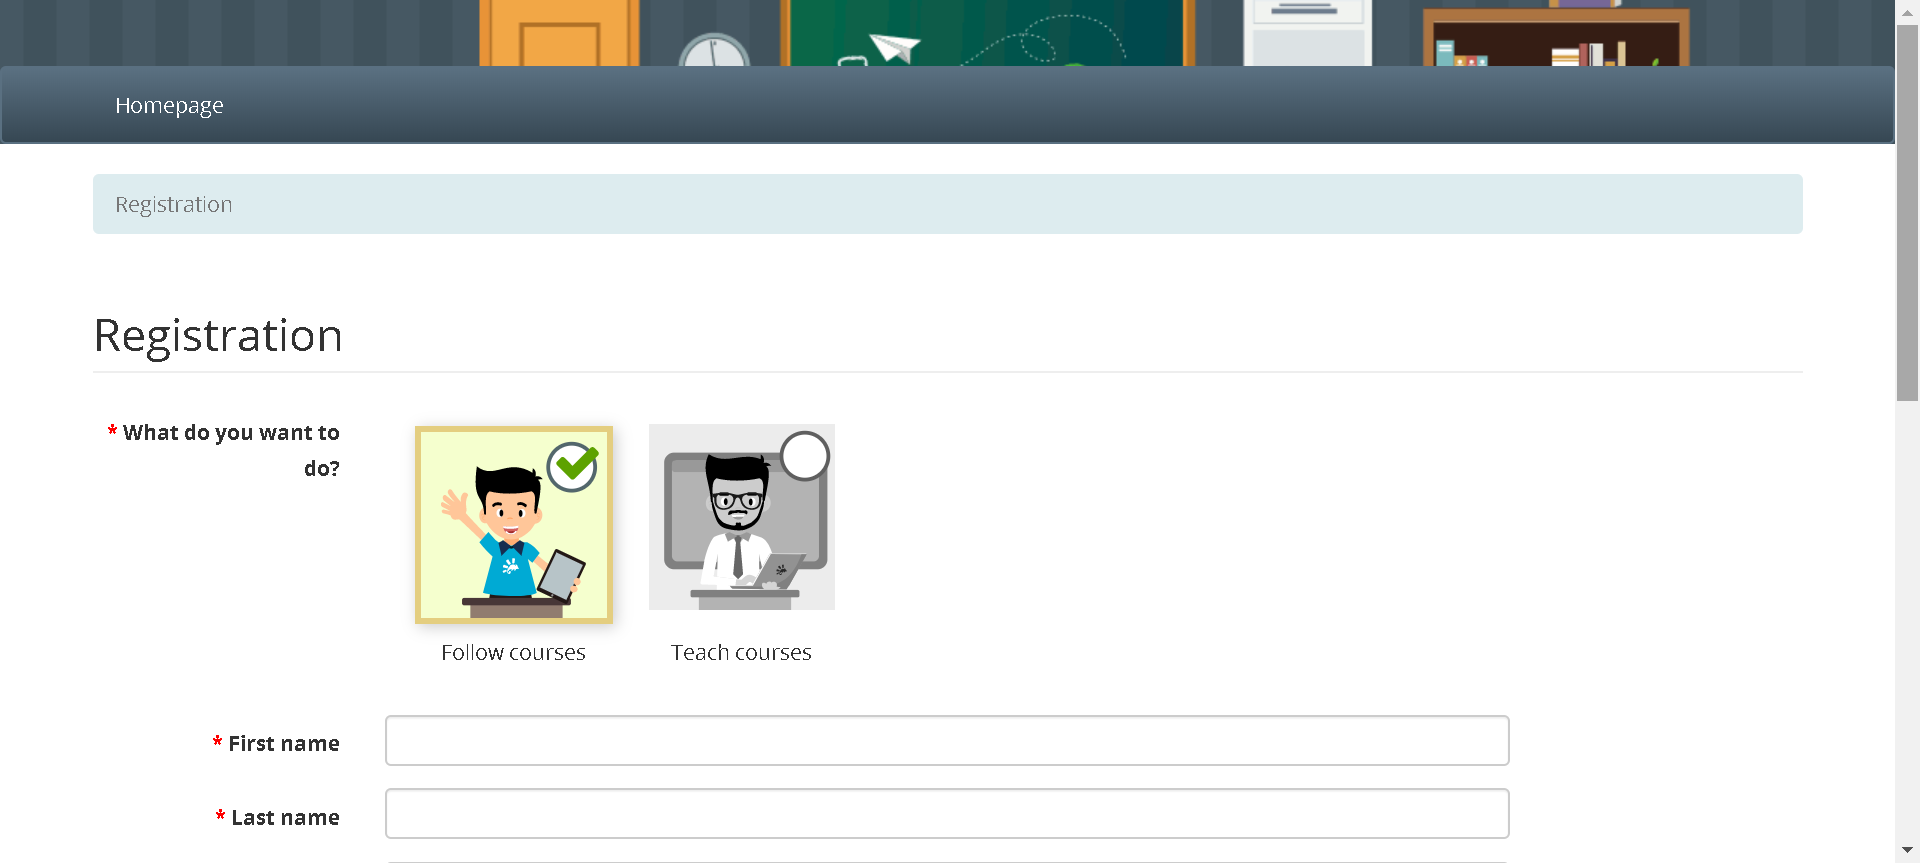 Homepage
Registration
Registration
* What do you want to
do?
Follow courses
Teach courses
* First name
* Last name